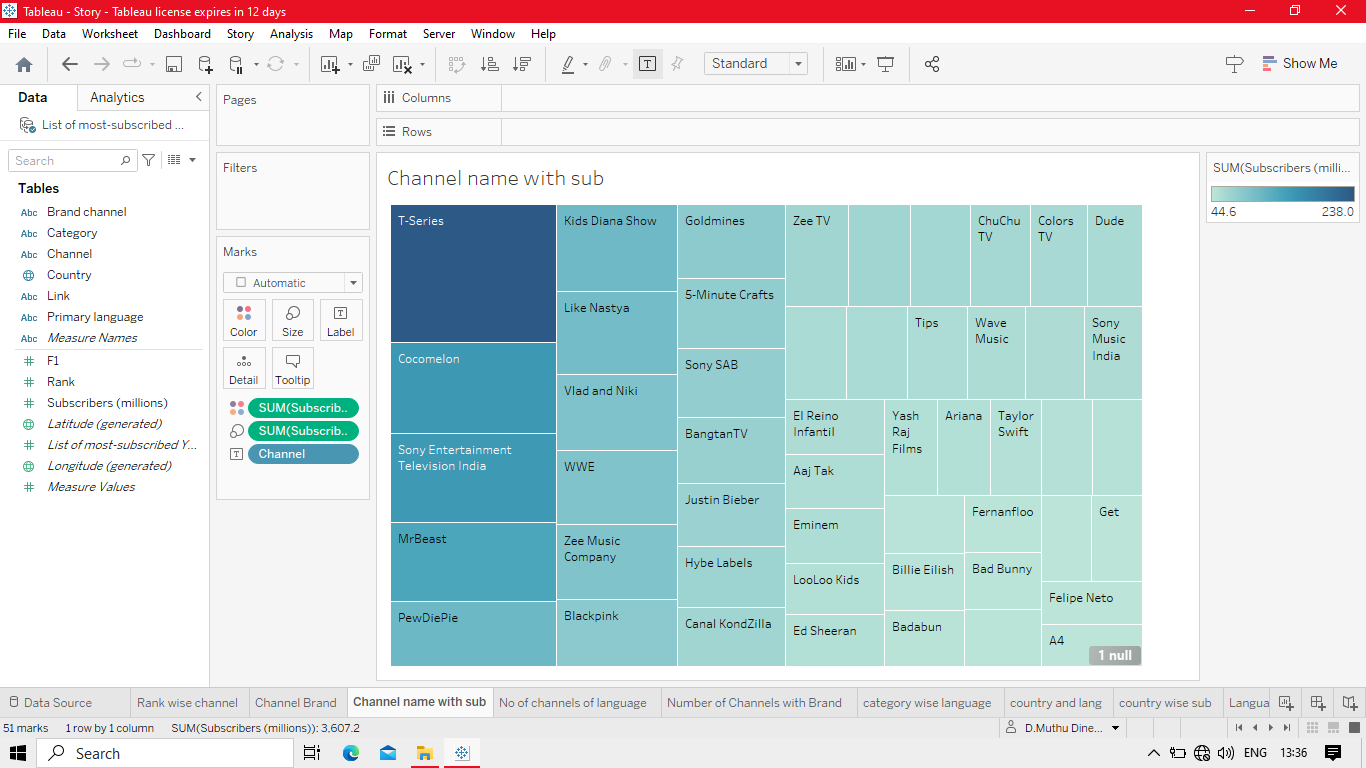 Tableau - Story - Tableau license expires in 12 days
File Data Worksheet Dashboard Story Analysis Map Format Server Window Help
Standard
Show Me
Data Analytics
List of most-subscribed ...
Search
Tables
Abc Brand channel
Abc Category
Abc Channel
Country
Abc Link
Abc Primary language
Abc Measure Names
F1
Rank
Subscribers (millions)
Latitude (generated)
List of most-subscribed Y...
Longitude (generated)
Measure Values
Pages
Filters
Marks
Automatic
Color Size Label
Detail Tooltip
SUM(Subscrib..
SUM(Subscrib..
Channel
Columns
Rows
Channel name with sub
T-Series
Cocomelon
Sony Entertainment
Television India
MrBeast
PewDiePie
Kids Diana Show
Like Nastya
Vlad and Niki
WWE
Zee Music
Company
Blackpink
Goldmines
5-Minute Crafts
Sony SAB
BangtanTV
Justin Bieber
Hybe Labels
Canal KondZilla
Zee TV
ChuChu
TV
Colors
TV
Dude
Tips
Wave
Music
Sony
Music
India
El Reino
Infantil
Aaj Tak
Eminem
LooLoo Kids
Ed Sheeran
Yash
Raj
Films
Ariana
Taylor
Swift
Billie Eilish
Badabun
Fernanfloo
Bad Bunny
Get
Felipe Neto
A4
1 null
SUM(Subscribers (milli...
44.6 238.0
Data Source Rank wise channel Channel Brand Channel name with sub No of channels of language Number of Channels with Brand category wise language country and lang country wise sub Langua
51 marks 1 row by 1 column SUM(Subscribers (millions)): 3,607.2 D.Muthu Dine...
Search ENG 13:36